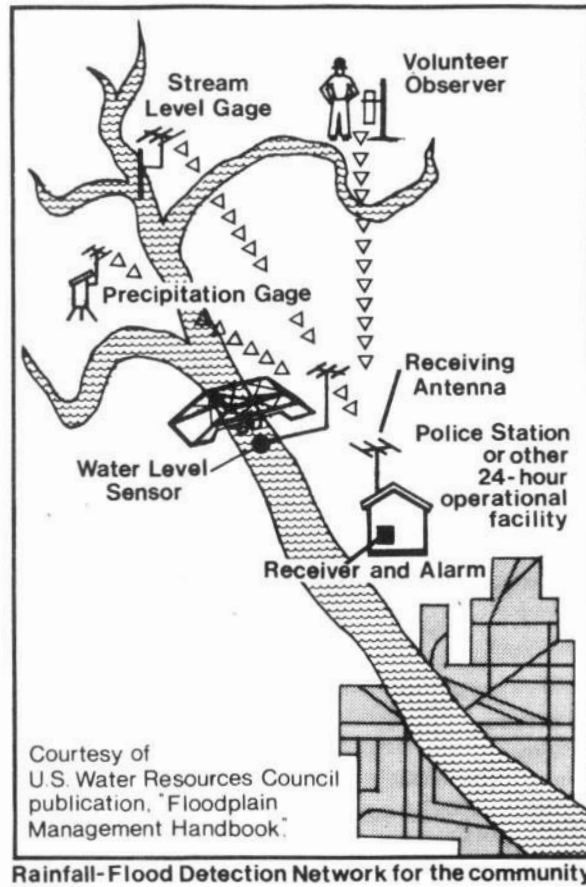 Stream
Level Gage
Volunteer
Observer
Precipitation Gage
Receiving
Antenna
Water Level
Sensor
Police Station
or other
24-hour
operational
facility
Receiver and Alarm
Courtesy of
U.S. Water Resources Council
publication, "Floodplain
Management Handbook."
Rainfall-Flood Detection Network for the community